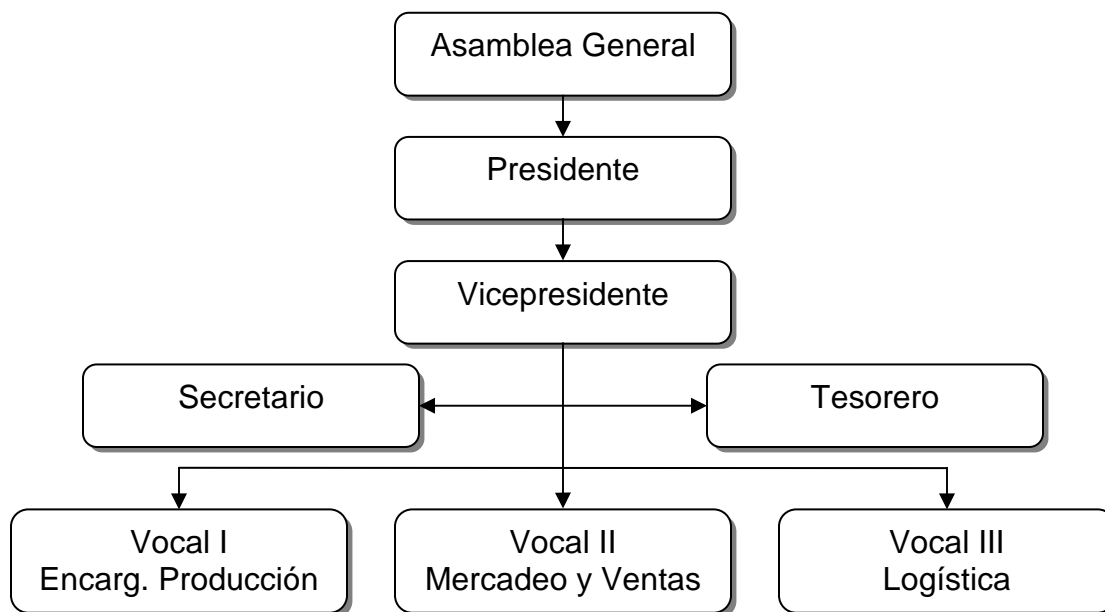 Asamblea General
Presidente
Vicepresidente
Secretario
Tesorero
Vocal I
Encarg. Producción
Vocal II
Mercadeo y Ventas
Vocal III
Logística